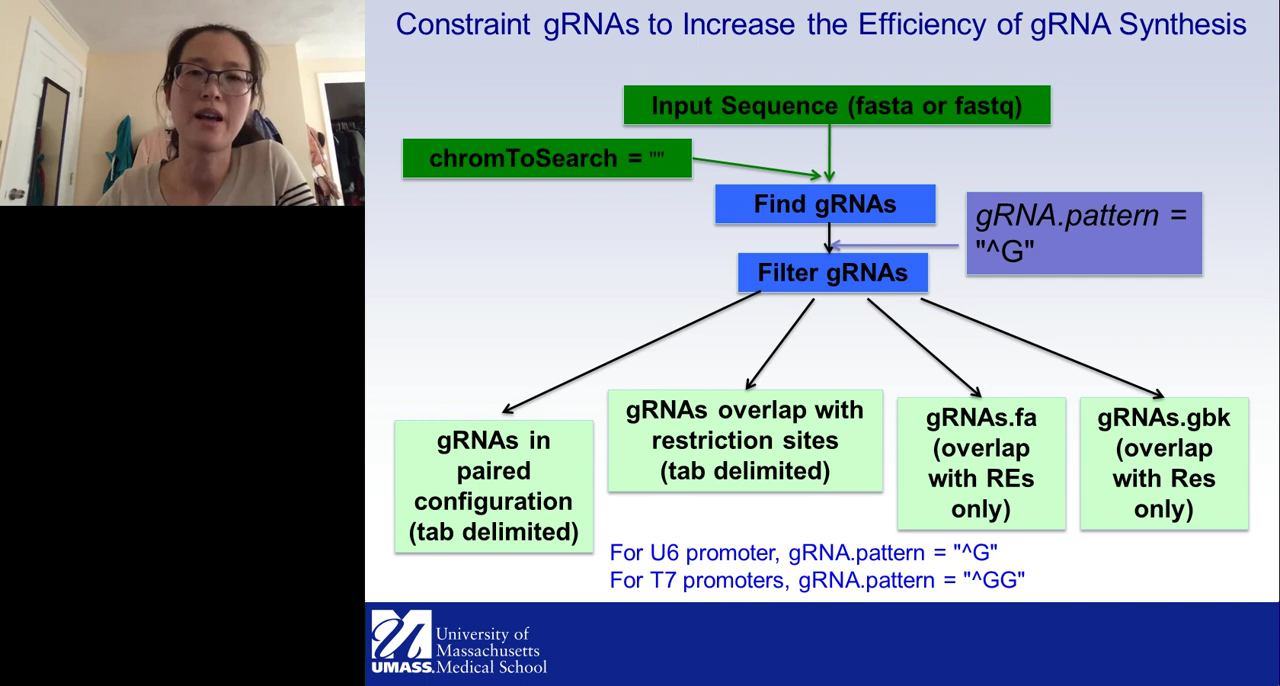 Constraint gRNAs to Increase the Efficiency of gRNA Synthesis
Input Sequence (fasta or fastq)
chromToSearch = ""
Find gRNAs
gRNA.pattern =
"^G"
Filter gRNAs
gRNAs in
paired
configuration
(tab delimited)
gRNAs overlap with
restriction sites
(tab delimited)
gRNAs.fa
(overlap
with REs
only)
gRNAs.gbk
(overlap
with Res
only)
For U6 promoter, gRNA.pattern = "^G"
For T7 promoters, gRNA.pattern = "^GG"
UMASS.
University of
Massachusetts
Medical School